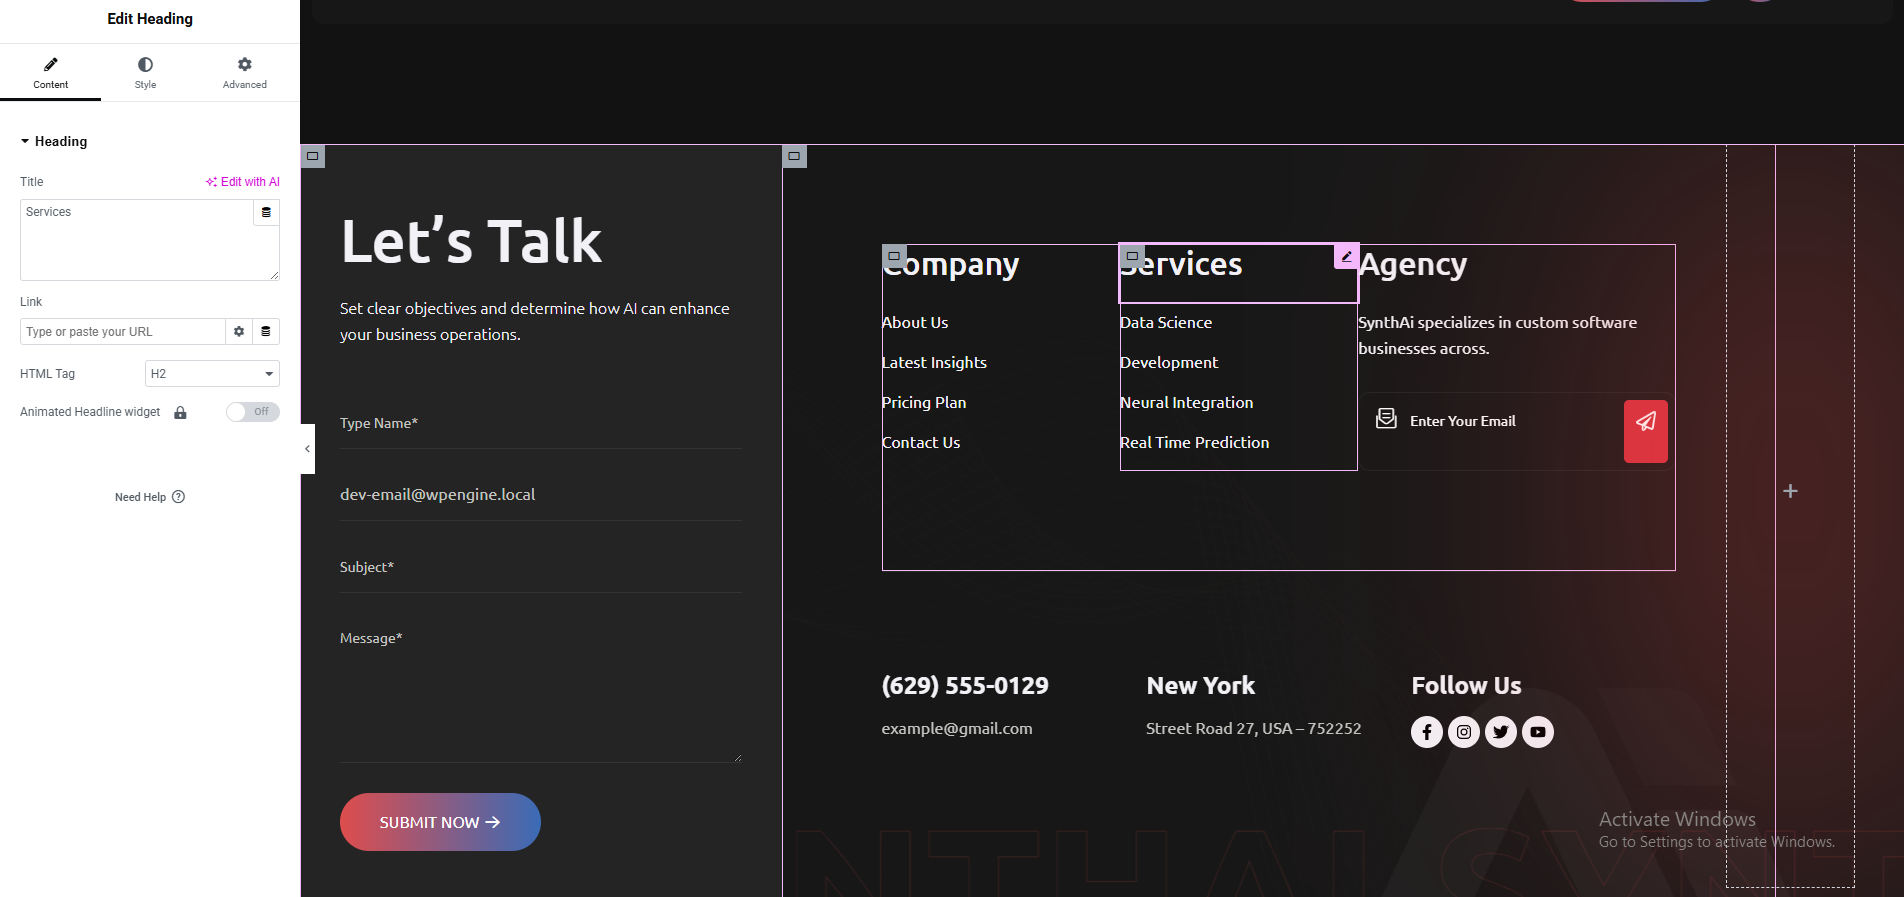 Edit Heading
Content
Style
Advanced
Heading
Title
Edit with AI
Services
Link
Type or paste your URL
HTML Tag
H2
Animated Headline widget
Off
Need Help
Let’s Talk
Set clear objectives and determine how AI can enhance
your business operations.
Type Name*
dev-email@wpengine.local
Subject*
Message*
SUBMIT NOW
Company
About Us
Latest Insights
Pricing Plan
Contact Us
Services
Data Science
Development
Neural Integration
Real Time Prediction
Agency
SynthAi specializes in custom software
businesses across.
Enter Your Email
(629) 555-0129
example@gmail.com
New York
Street Road 27, USA – 752252
Follow Us
Activate Windows
Go to Settings to activate Windows.
NTHAI SYNT